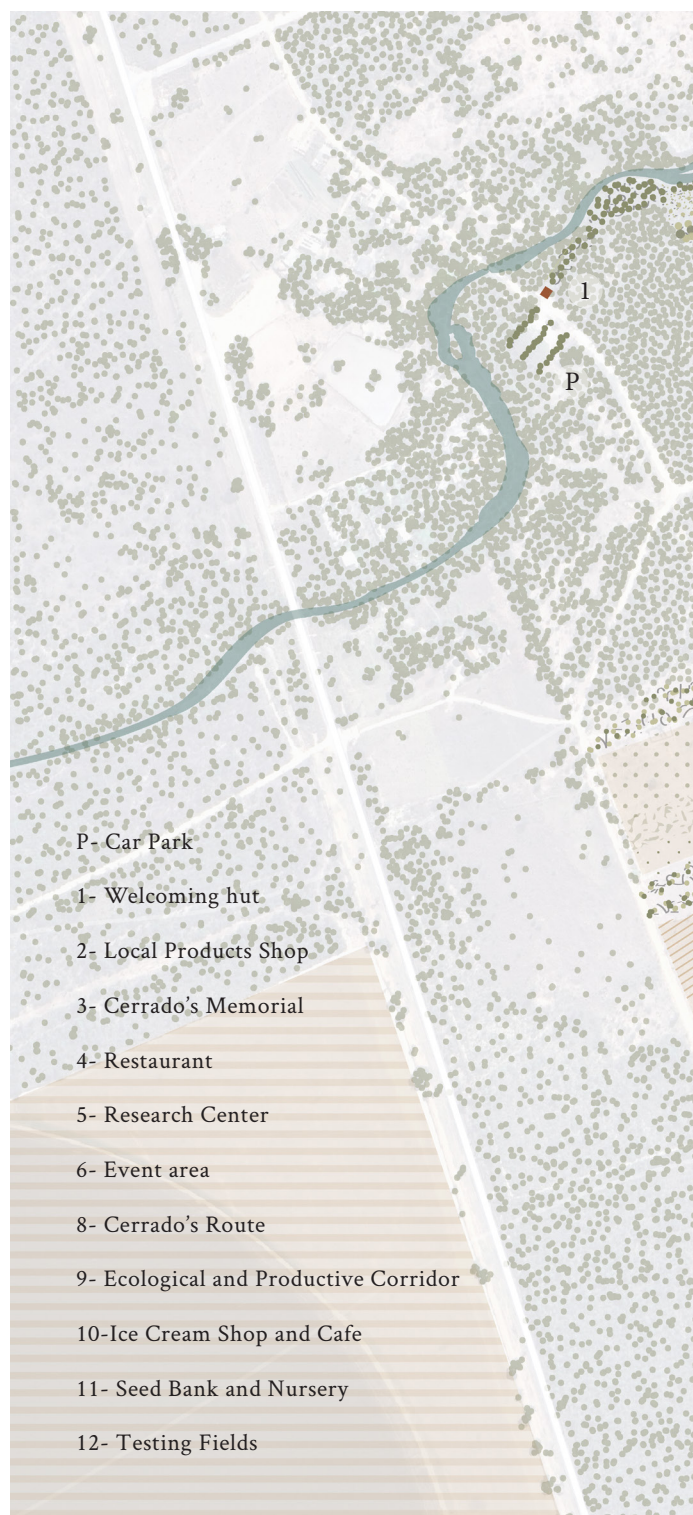 1
P
P- Car Park
1- Welcoming hut
2- Local Products Shop
3- Cerrado’s Memorial
4- Restaurant
5- Research Center
6- Event area
8- Cerrado’s Route
9- Ecological and Productive Corridor
10-Ice Cream Shop and Cafe
11- Seed Bank and Nursery
12- Testing Fields